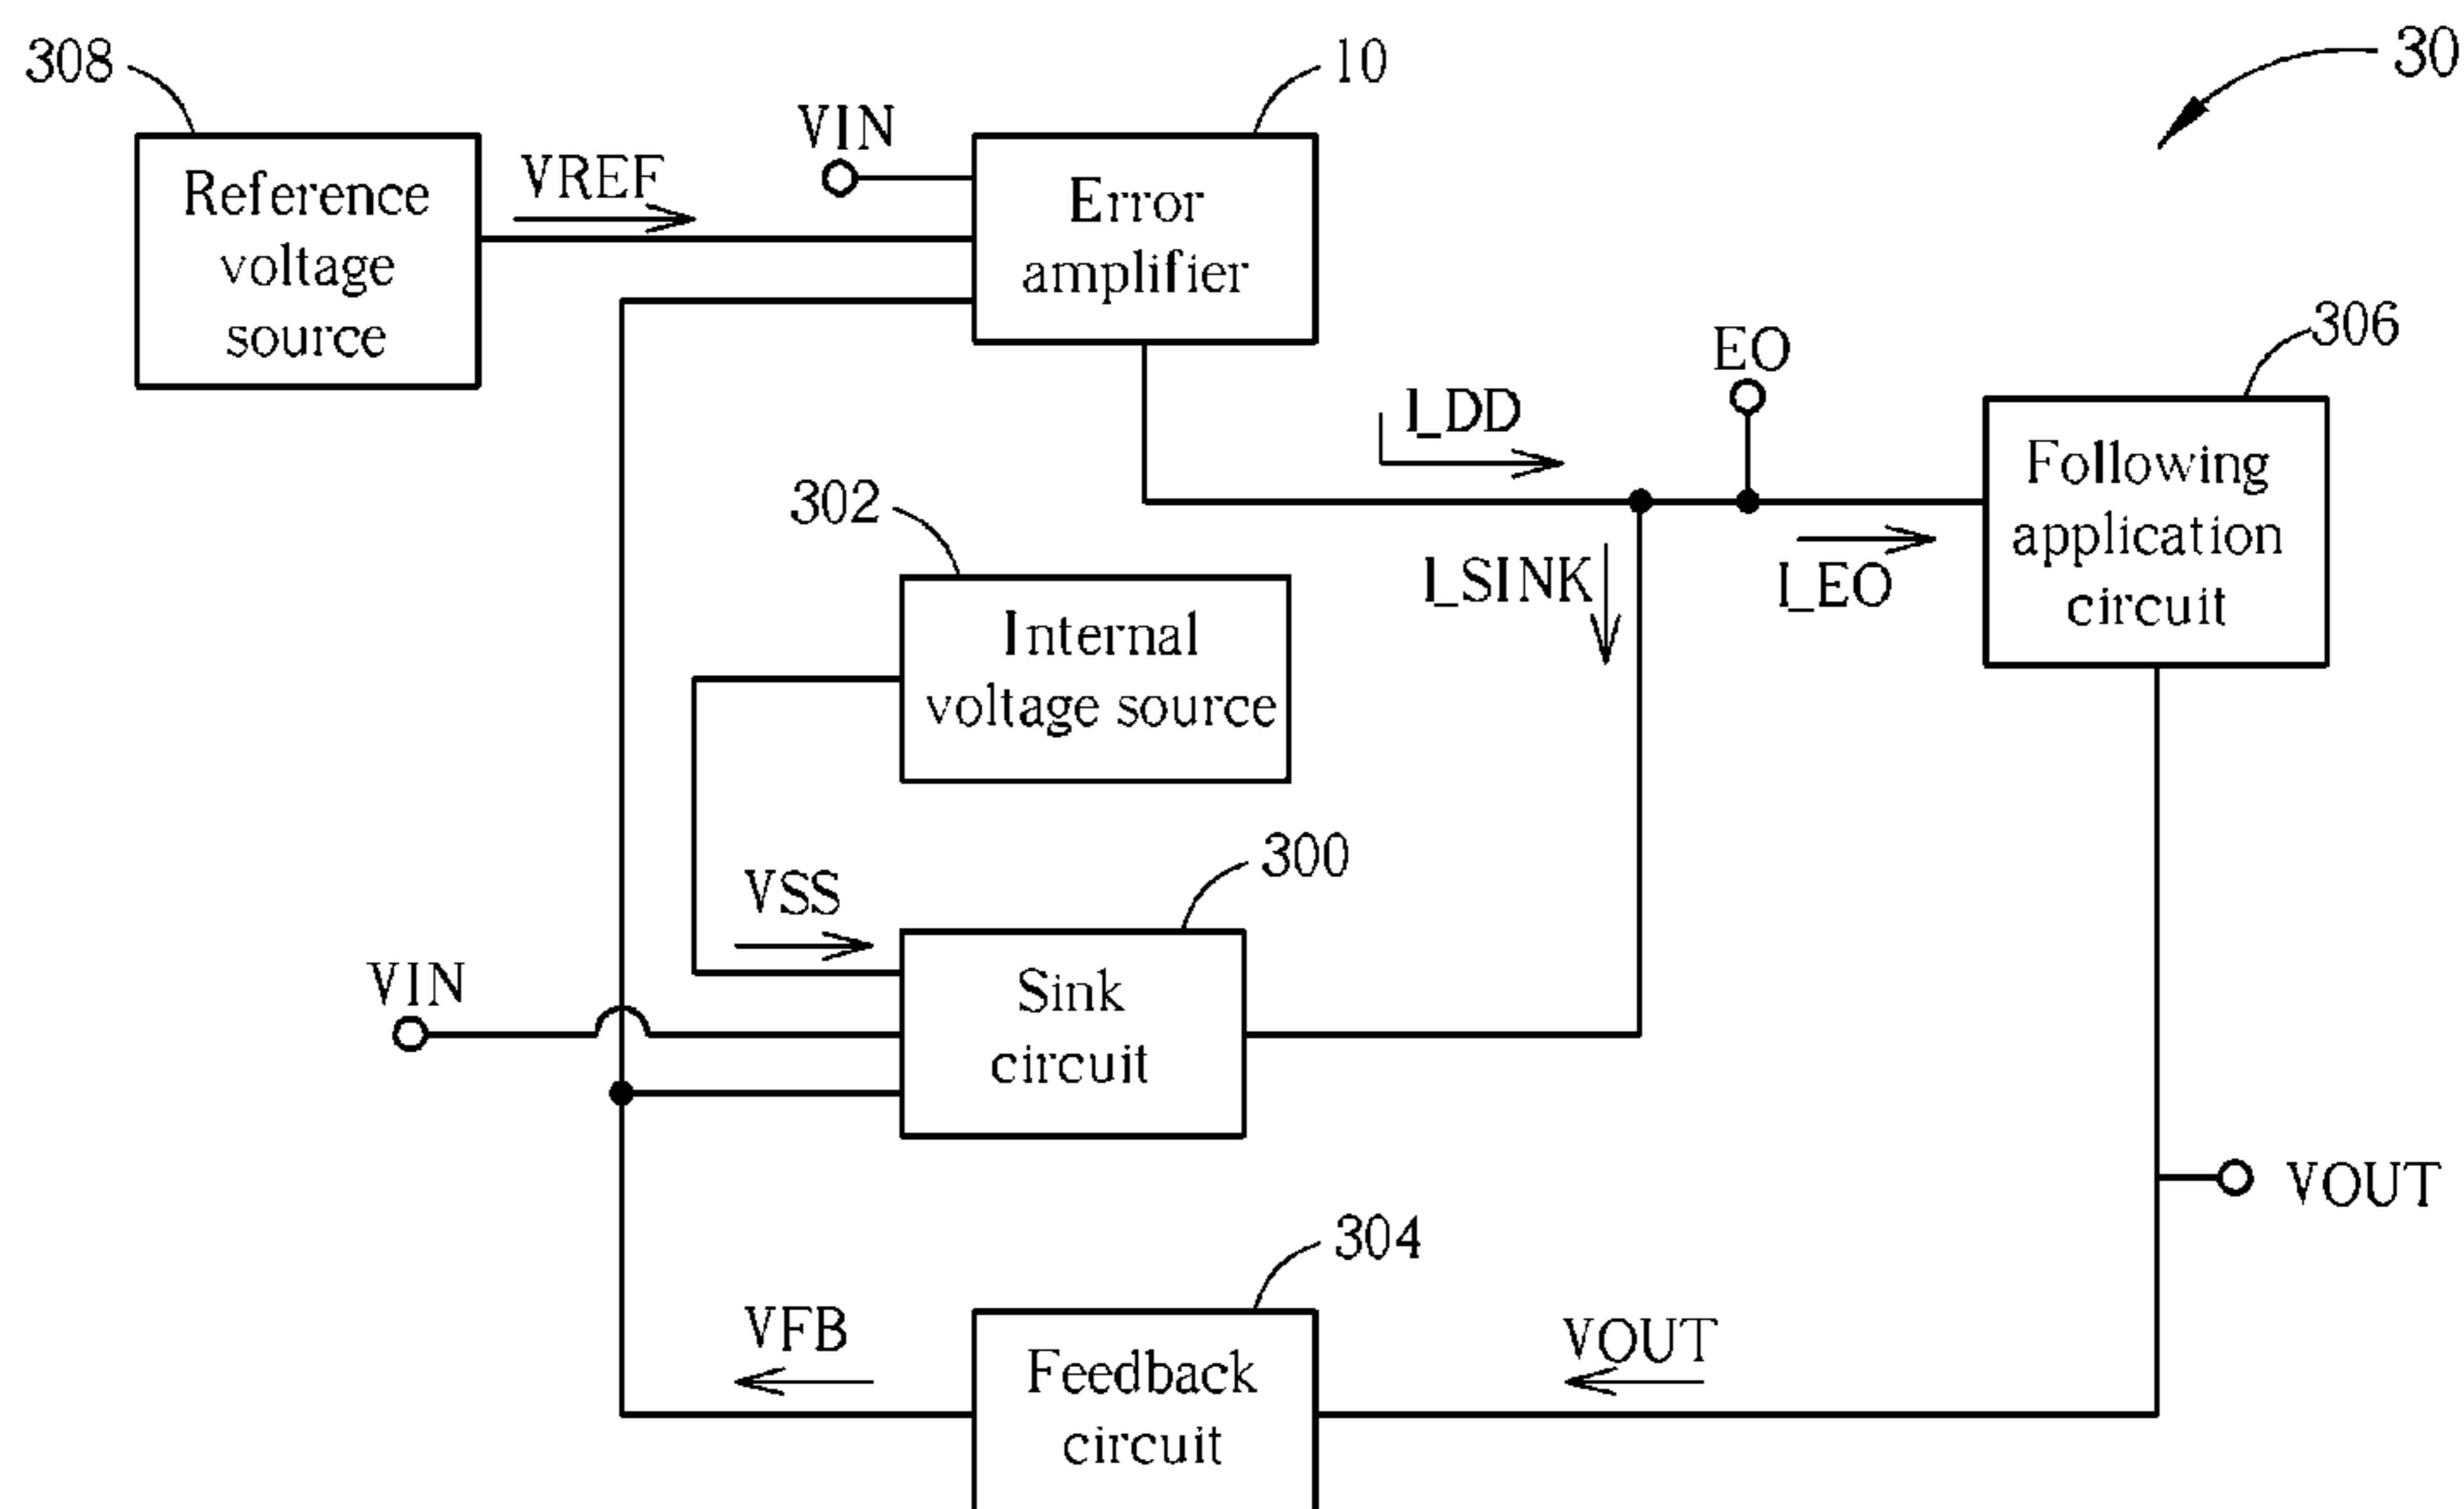 308
10
30
VIN
VREF
Reference
voltage
source
Error
amplifier
306
EO
I_DD
Following
application
circuit
302
I_SINK
I_EO
Internal
voltage source
300
VSS
VIN
Sink
circuit
VOUT
304
VFB
VOUT
Feedback
circuit